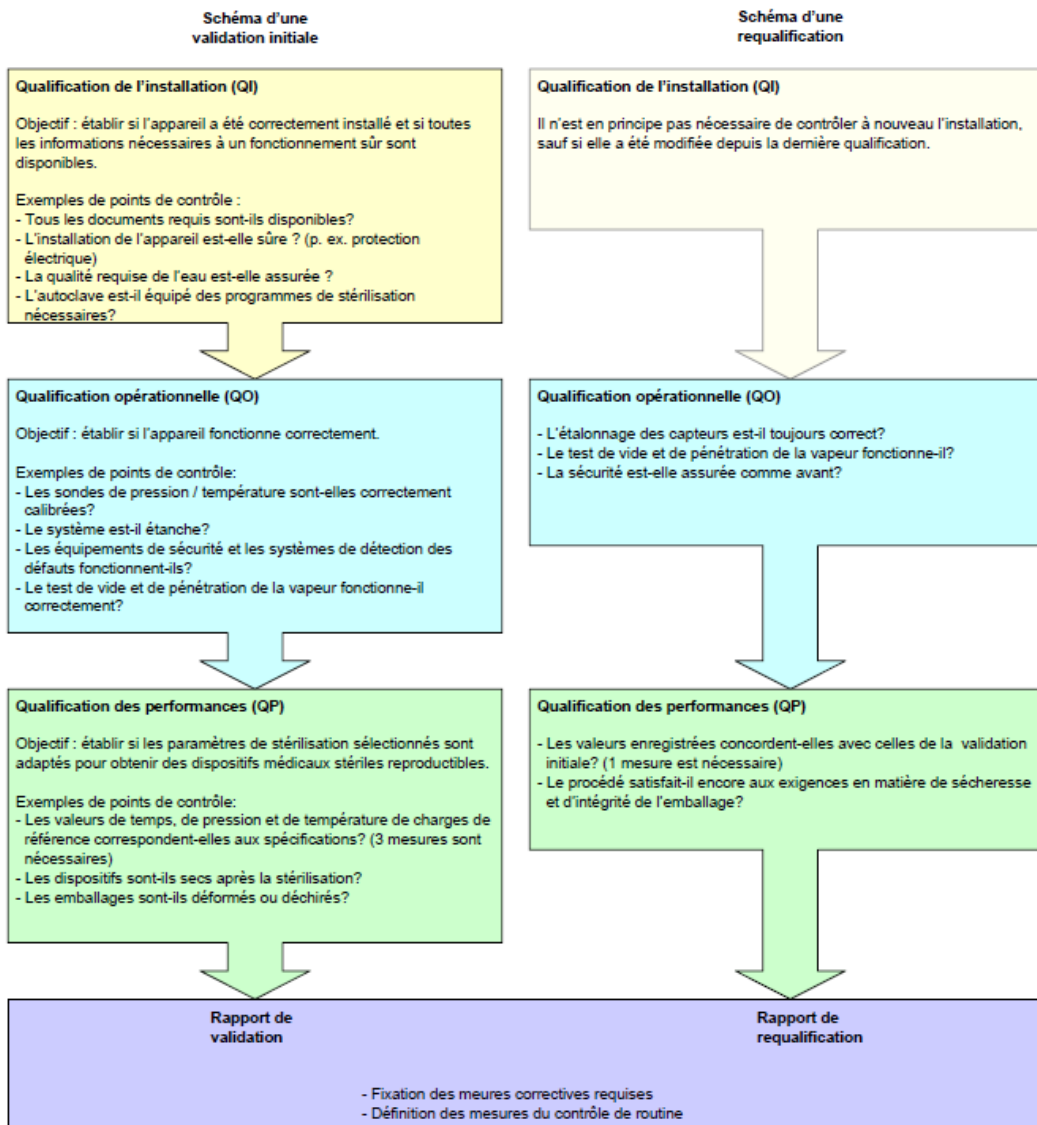 Schéma d'une
validation initiale
Schéma d'une
requalification
Qualification de l'installation (QI)
Objectif : établir si l'appareil a été correctement installé et si toutes
les informations nécessaires à un fonctionnement sûr sont
disponibles.
Exemples de points de contrôle :
- Tous les documents requis sont-ils disponibles?
- L'installation de l'appareil est-elle sûre ? (p. ex. protection
électrique)
- La qualité requise de l'eau est-elle assurée ?
- L'autoclave est-il équipé des programmes de stérilisation
nécessaires?
Qualification de l'installation (QI)
Il n'est en principe pas nécessaire de contrôler à nouveau l'installation,
sauf si elle a été modifiée depuis la dernière qualification.
Qualification opérationnelle (QO)
Objectif : établir si l'appareil fonctionne correctement.
Exemples de points de contrôle:
- Les sondes de pression / température sont-elles correctement
calibrées?
- Le système est-il étanche?
- Les équipements de sécurité et les systèmes de détection des
défauts fonctionnent-ils?
- Le test de vide et de pénétration de la vapeur fonctionne-il
correctement?
Qualification opérationnelle (QO)
- L'étalonnage des capteurs est-il toujours correct?
- Le test de vide et de pénétration de la vapeur fonctionne-il?
- La sécurité est-elle assurée comme avant?
Qualification des performances (QP)
Objectif : établir si les paramètres de stérilisation sélectionnés sont
adaptés pour obtenir des dispositifs médicaux stériles reproductibles.
Exemples de points de contrôle:
- Les valeurs de temps, de pression et de température de charges de
référence correspondent-elles aux spécifications? (3 mesures sont
nécessaires)
- Les dispositifs sont-ils secs après la stérilisation?
- Les emballages sont-ils déformés ou déchirés?
Qualification des performances (QP)
- Les valeurs enregistrées concordent-elles avec celles de la validation
initiale? (1 mesure est nécessaire)
- Le procédé satisfait-il encore aux exigences en matière de sécheresse
et d'intégrité de l'emballage?
Rapport de
validation
Rapport de
requalification
- Fixation des meures correctives requises
- Définition des mesures du contrôle de routine